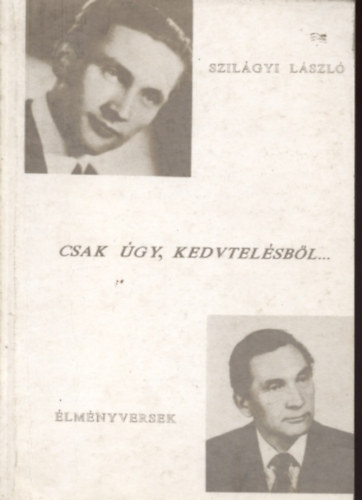 SZILÁGYI LÁSZLÓ
CSAK ÚGY, KEDVTELÉSBŐL...
ÉLMÉNYVERSEK